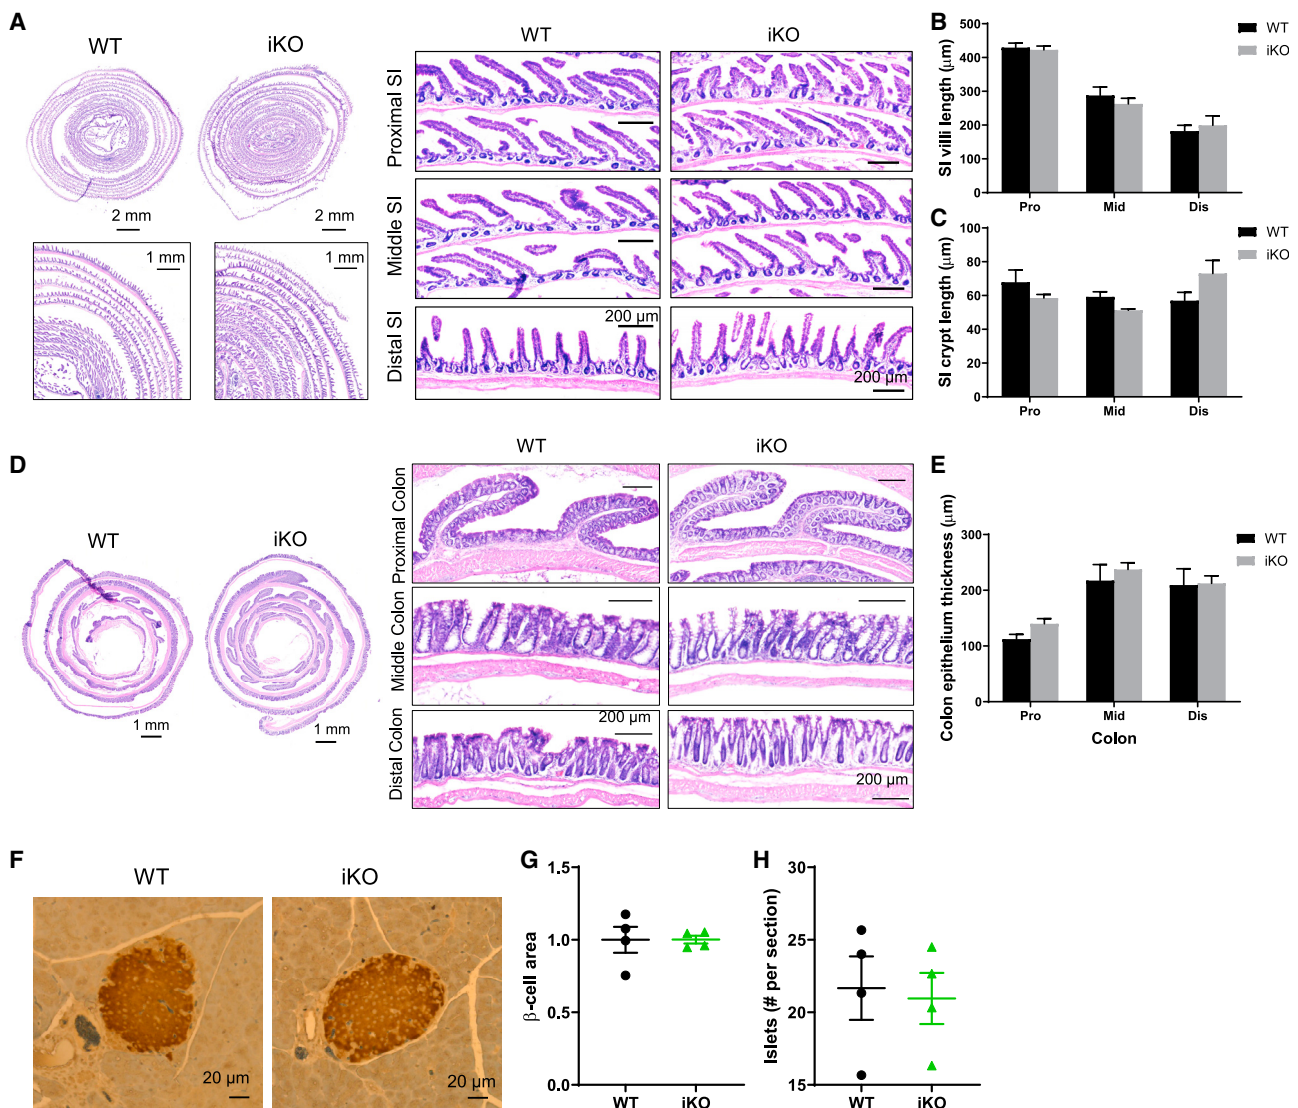 A
WT
iKO
2 mm
2 mm
1 mm
1 mm
WT
iKO
Proximal SI
Middle SI
Distal SI
200 μm
200 μm
B
SI villi length (μm)
500
400
300
200
100
0
Pro
Mid
Dis
WT
iKO
C
SI crypt length (μm)
100
80
60
40
20
0
Pro
Mid
Dis
WT
iKO
D
WT
iKO
1 mm
1 mm
WT
iKO
Proximal Colon
Middle Colon
Distal Colon
200 μm
200 μm
E
Colon epithelium thickness (μm)
300
200
100
0
Pro
Mid
Dis
Colon
WT
iKO
F
WT
iKO
20 μm
20 μm
G
β-cell area
1.5
1.0
0.5
0.0
WT
iKO
H
Islets (# per section)
30
25
20
15
WT
iKO